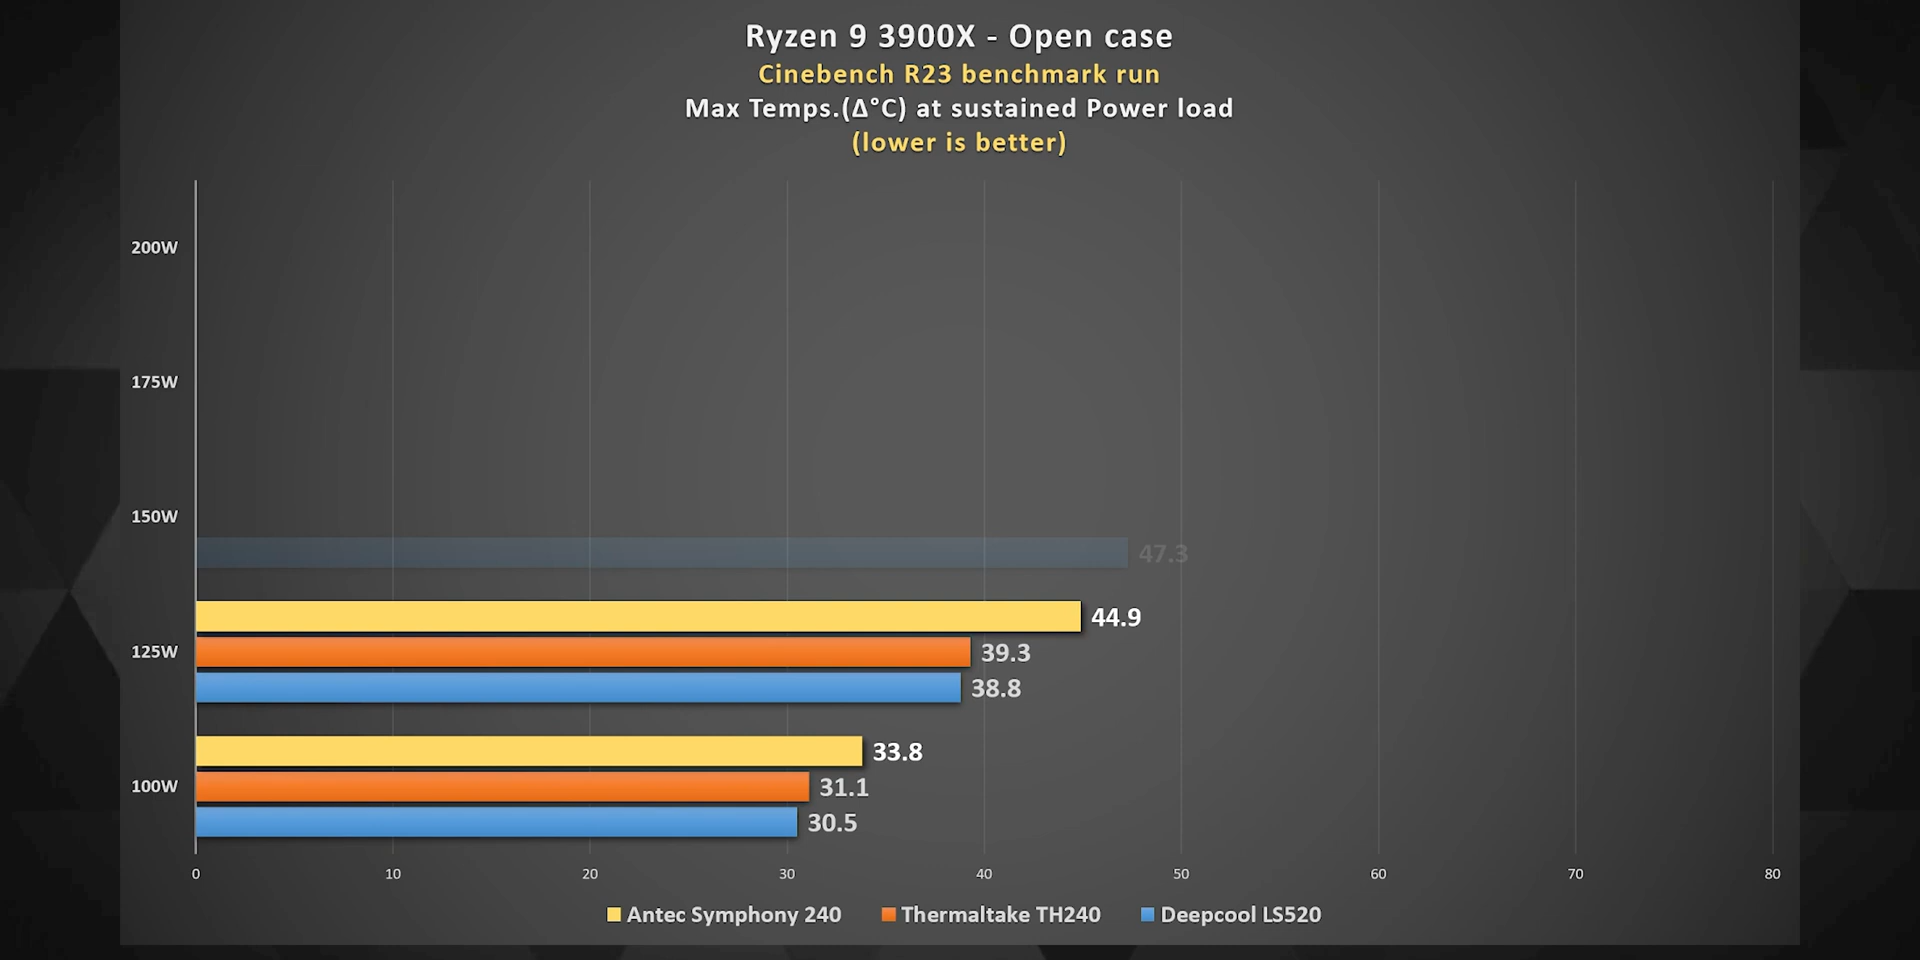 Ryzen 9 3900X - Open case
Cinebench R23 benchmark run
Max Temps.(Δ°C) at sustained Power load
(lower is better)
200W
175W
150W
47.3
44.9
125W
39.3
38.8
33.8
100W
31.1
30.5
0 10 20 30 40 50 60 70 80
Antec Symphony 240 Thermaltake TH240 Deepcool LS520